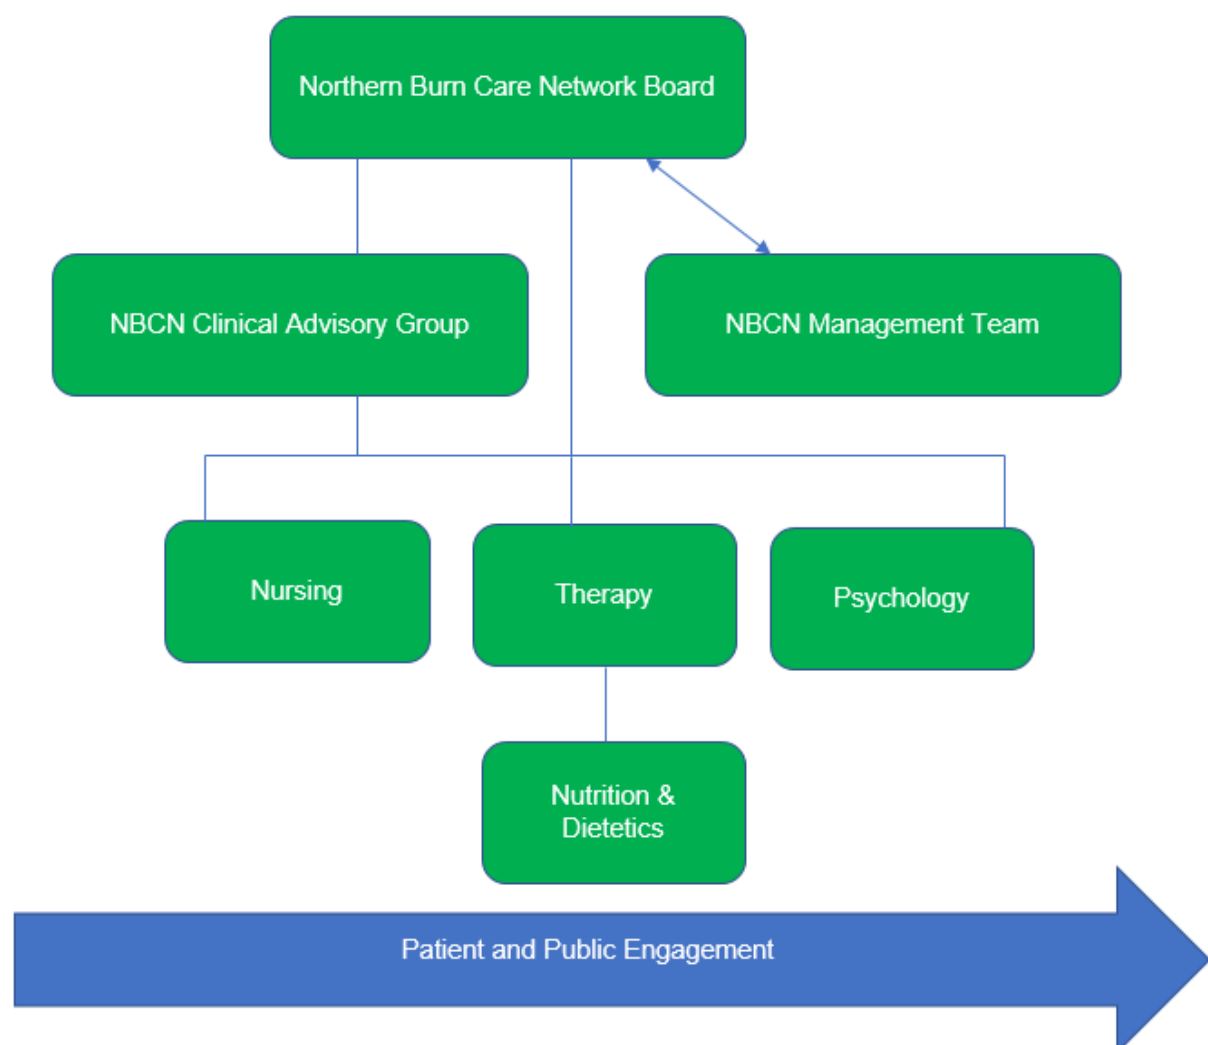 Northern Burn Care Network Board
NBCN Clinical Advisory Group
NBCN Management Team
Nursing
Therapy
Psychology
Nutrition &
Dietetics
Patient and Public Engagement